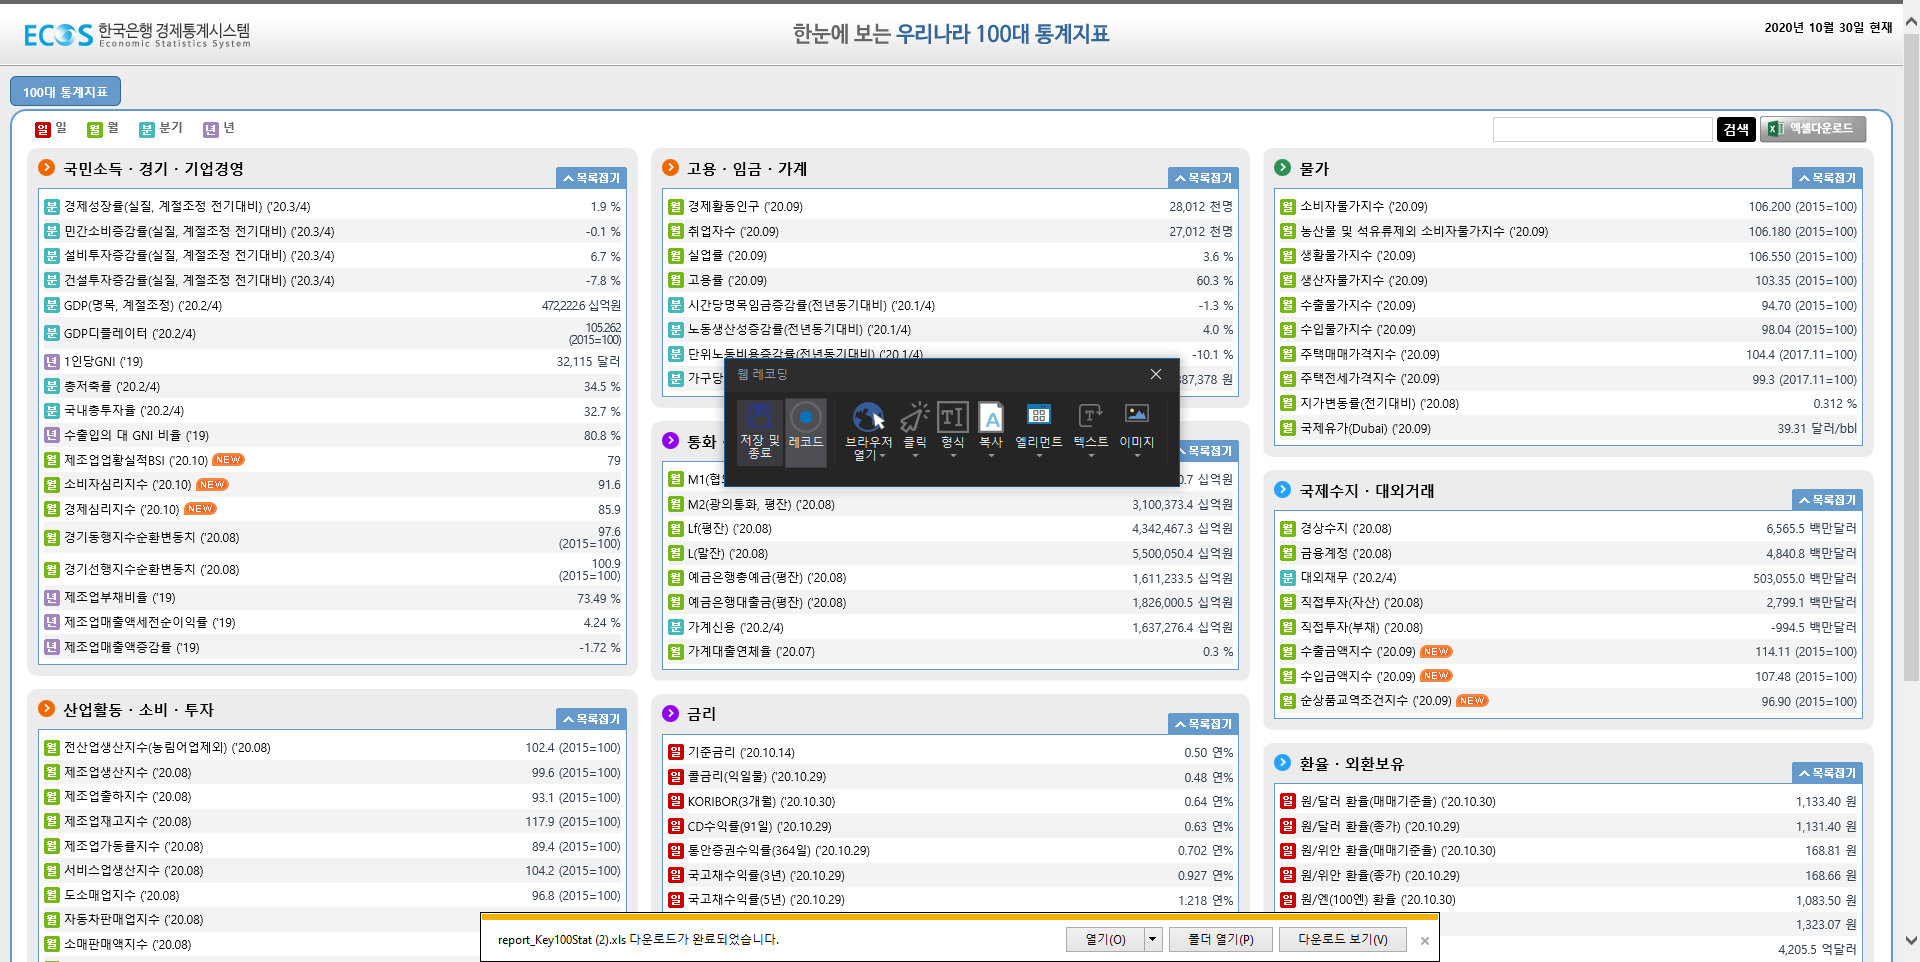 ECOS 한국은행 경제통계시스템
Economic Statistics System
한눈에 보는 우리나라 100대 통계지표
2020년 10월 30일 현재
100대 통계지표
일 일 월 월 분 분기 년 년
검색 엑셀다운로드
국민소득 · 경기 · 기업경영
목록접기
분 경제성장률(실질, 계절조정 전기대비) ('20.3/4) 1.9 %
분 민간소비증감률(실질, 계절조정 전기대비) ('20.3/4) -0.1 %
분 설비투자증감률(실질, 계절조정 전기대비) ('20.3/4) 6.7 %
분 건설투자증감률(실질, 계절조정 전기대비) ('20.3/4) -7.8 %
분 GDP(명목, 계절조정) ('20.2/4) 472,222.6 십억원
분 GDP디플레이터 ('20.2/4) 105.262
(2015=100)
년 1인당GNI ('19) 32,115 달러
분 총저축률 ('20.2/4) 34.5 %
분 국내총투자율 ('20.2/4) 32.7 %
년 수출입의 대 GNI 비율 ('19) 80.8 %
월 제조업업황실적BSI ('20.10) NEW 79
월 소비자심리지수 ('20.10) NEW 91.6
월 경제심리지수 ('20.10) NEW 85.9
월 경기동행지수순환변동치 ('20.08) 97.6
(2015=100)
월 경기선행지수순환변동치 ('20.08) 100.9
(2015=100)
년 제조업부채비율 ('19) 73.49 %
년 제조업매출액세전순이익률 ('19) 4.24 %
년 제조업매출액증감률 ('19) -1.72 %
산업활동 · 소비 · 투자
목록접기
월 전산업생산지수(농림어업제외) ('20.08) 102.4 (2015=100)
월 제조업생산지수 ('20.08) 99.6 (2015=100)
월 제조업출하지수 ('20.08) 93.1 (2015=100)
월 제조업재고지수 ('20.08) 117.9 (2015=100)
월 제조업가동률지수 ('20.08) 89.4 (2015=100)
월 서비스업생산지수 ('20.08) 104.2 (2015=100)
월 도소매업지수 ('20.08) 96.8 (2015=100)
월 자동차판매업지수 ('20.08)
월 소매판매액지수 ('20.08)
고용 · 임금 · 가계
목록접기
월 경제활동인구 ('20.09) 28,012 천명
월 취업자수 ('20.09) 27,012 천명
월 실업률 ('20.09) 3.6 %
월 고용률 ('20.09) 60.3 %
분 시간당명목임금증감률(전년동기대비) ('20.1/4) -1.3 %
분 노동생산성증감률(전년동기대비) ('20.1/4) 4.0 %
분 단위노동비용증감률(전년동기대비) ('20.1/4) -10.1 %
분 가구당 387,378 원
웹 레코딩
저장 및 종료
레코드
브라우저 열기
클릭
형식
복사
엘리먼트
텍스트
이미지
통화
목록접기
월 M1(협 0.7 십억원
월 M2(광의통화, 평잔) ('20.08) 3,100,373.4 십억원
월 Lf(평잔) ('20.08) 4,342,467.3 십억원
월 L(말잔) ('20.08) 5,500,050.4 십억원
월 예금은행총예금(평잔) ('20.08) 1,611,233.5 십억원
월 예금은행대출금(평잔) ('20.08) 1,826,000.5 십억원
분 가계신용 ('20.2/4) 1,637,276.4 십억원
월 가계대출연체율 ('20.07) 0.3 %
금리
목록접기
일 기준금리 ('20.10.14) 0.50 연%
일 콜금리(익일물) ('20.10.29) 0.48 연%
일 KORIBOR(3개월) ('20.10.30) 0.64 연%
일 CD수익률(91일) ('20.10.29) 0.63 연%
일 통안증권수익률(364일) ('20.10.29) 0.702 연%
일 국고채수익률(3년) ('20.10.29) 0.927 연%
일 국고채수익률(5년) ('20.10.29) 1.218 연%
물가
목록접기
월 소비자물가지수 ('20.09) 106.200 (2015=100)
월 농산물 및 석유류제외 소비자물가지수 ('20.09) 106.180 (2015=100)
월 생활물가지수 ('20.09) 106.550 (2015=100)
월 생산자물가지수 ('20.09) 103.35 (2015=100)
월 수출물가지수 ('20.09) 94.70 (2015=100)
월 수입물가지수 ('20.09) 98.04 (2015=100)
월 주택매매가격지수 ('20.09) 104.4 (2017.11=100)
월 주택전세가격지수 ('20.09) 99.3 (2017.11=100)
월 지가변동률(전기대비) ('20.08) 0.312 %
월 국제유가(Dubai) ('20.09) 39.31 달러/bbl
국제수지 · 대외거래
목록접기
월 경상수지 ('20.08) 6,565.5 백만달러
월 금융계정 ('20.08) 4,840.8 백만달러
분 대외채무 ('20.2/4) 503,055.0 백만달러
월 직접투자(자산) ('20.08) 2,799.1 백만달러
월 직접투자(부채) ('20.08) -994.5 백만달러
월 수출금액지수 ('20.09) NEW 114.11 (2015=100)
월 수입금액지수 ('20.09) NEW 107.48 (2015=100)
월 순상품교역조건지수 ('20.09) NEW 96.90 (2015=100)
환율 · 외환보유
목록접기
일 원/달러 환율(매매기준율) ('20.10.30) 1,133.40 원
일 원/달러 환율(종가) ('20.10.29) 1,131.40 원
일 원/위안 환율(매매기준율) ('20.10.30) 168.81 원
일 원/위안 환율(종가) ('20.10.29) 168.66 원
일 원/엔(100엔) 환율 ('20.10.30) 1,083.50 원
1,323.07 원
4,205.5 억달러
report_Key100Stat (2).xls 다운로드가 완료되었습니다.
열기(O) 폴더 열기(P) 다운로드 보기(V)